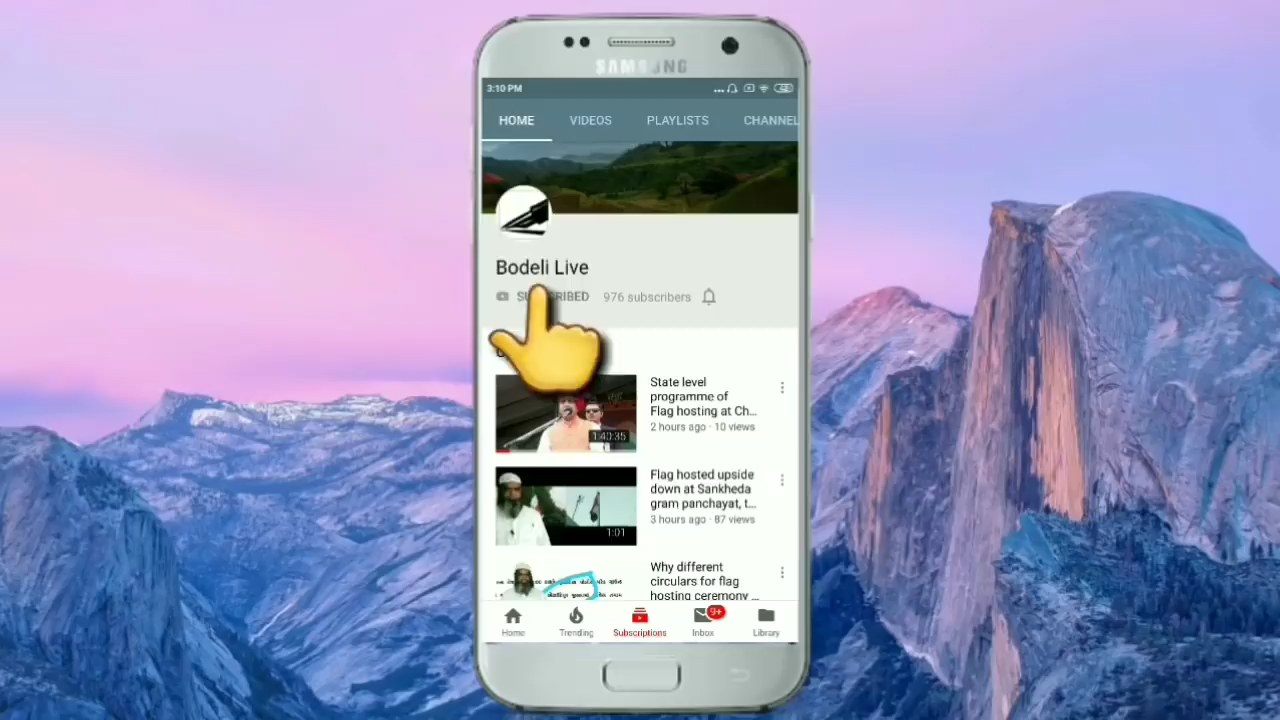 SAMSUNG
3:10 PM
HOME VIDEOS PLAYLISTS CHANNEL
Bodeli Live
976 subscribers
State level
programme of
Flag hosting at Ch...
2 hours ago · 10 views
1:40:35
Flag hosted upside
down at Sankheda
gram panchayat, t...
3 hours ago · 87 views
1:01
Why different
circulars for flag
hosting ceremony ...
9+
Home Trending Subscriptions Inbox Library